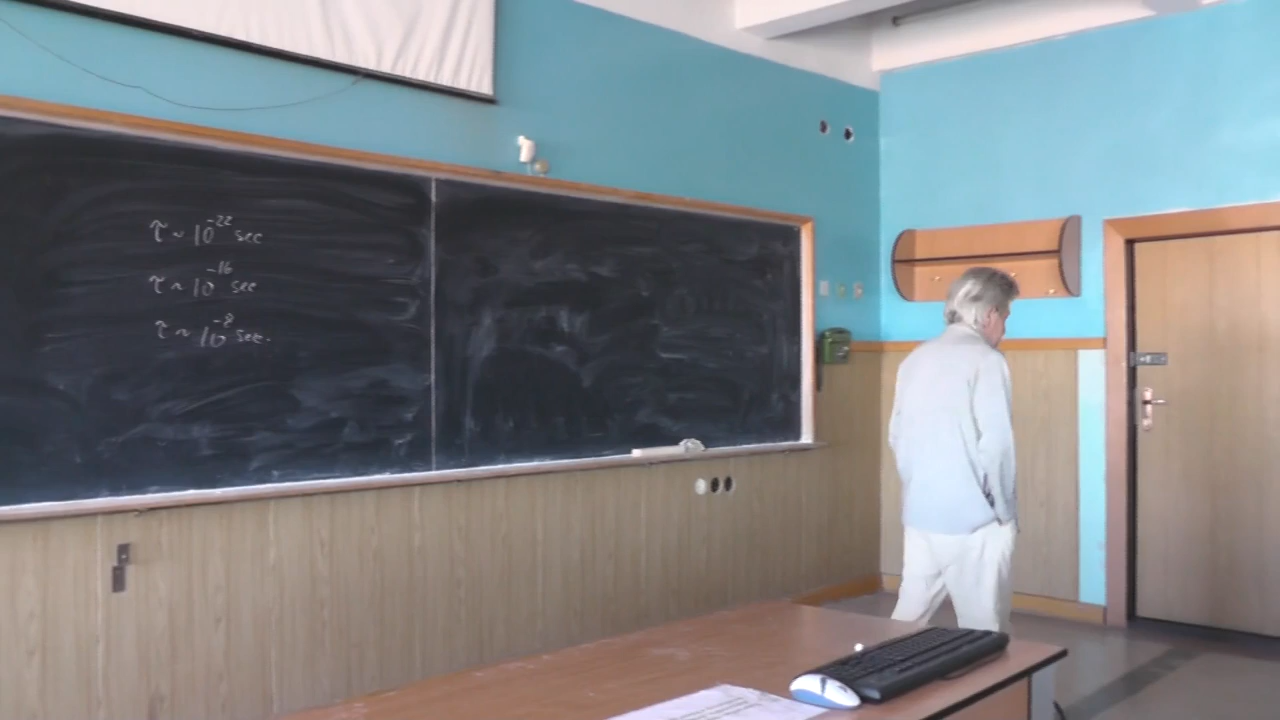 τ ~ 10⁻²² sec
τ ~ 10⁻¹⁶ sec
τ ~ 10⁻⁸ sec.